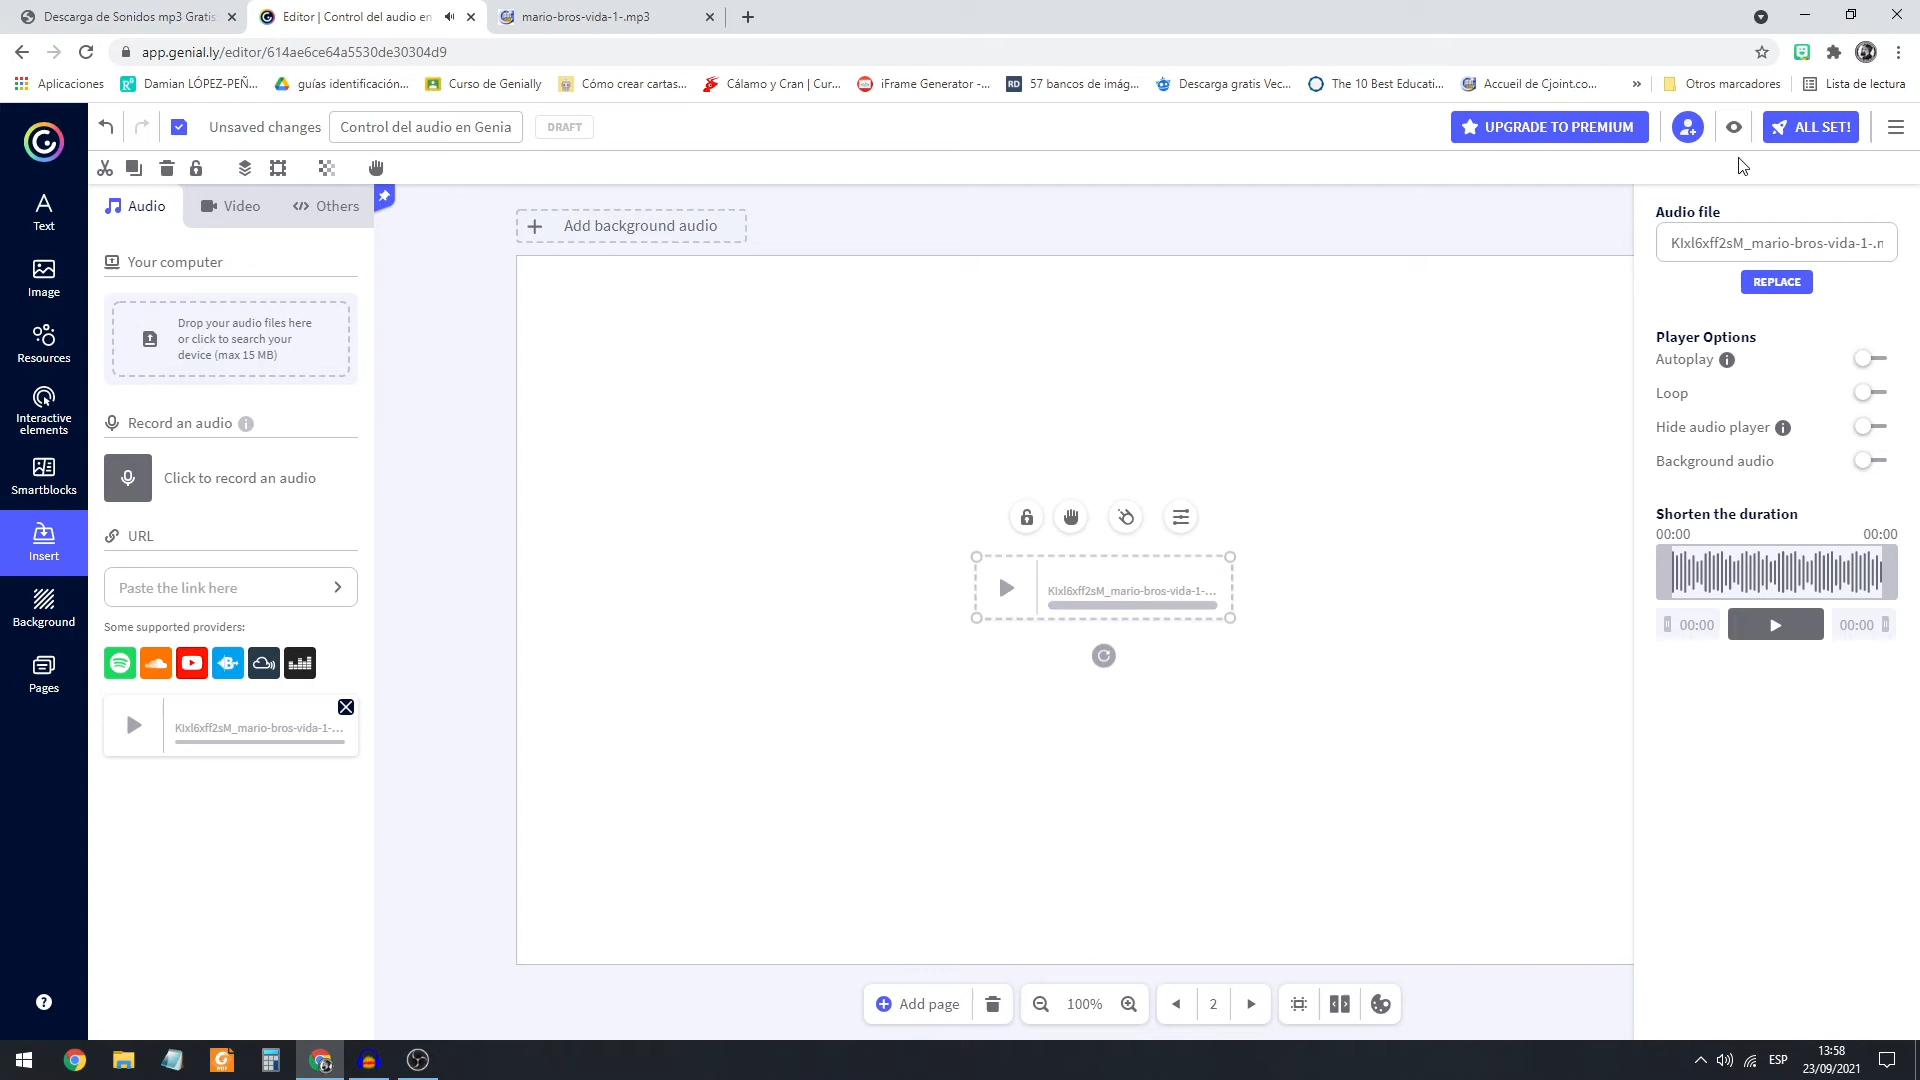 Descarga de Sonidos mp3 Gratis
Editor | Control del audio en
mario-bros-vida-1-.mp3
app.genial.ly/editor/614ae6ce64a5530de30304d9
Aplicaciones
Damian LÓPEZ-PEÑ...
guías identificación...
Curso de Genially
Cómo crear cartas...
Cálamo y Cran | Cur...
iFrame Generator -...
RD
57 bancos de imág...
Descarga gratis Vec...
The 10 Best Educati...
Accueil de Cjoint.co...
»
Otros marcadores
Lista de lectura
Unsaved changes
Control del audio en Genia
DRAFT
UPGRADE TO PREMIUM
ALL SET!
Text
Image
Resources
Interactive
elements
Smartblocks
Insert
Background
Pages
Audio
Video
Others
Your computer
Drop your audio files here
or click to search your
device (max 15 MB)
Record an audio
Click to record an audio
URL
Paste the link here
Some supported providers:
KIxl6xff2sM_mario-bros-vida-1-...
Add background audio
KIxl6xff2sM_mario-bros-vida-1-...
Add page
100%
2
Audio file
KIxl6xff2sM_mario-bros-vida-1-.n
REPLACE
Player Options
Autoplay
Loop
Hide audio player
Background audio
Shorten the duration
00:00
00:00
00:00
00:00
ESP
13:58
23/09/2021